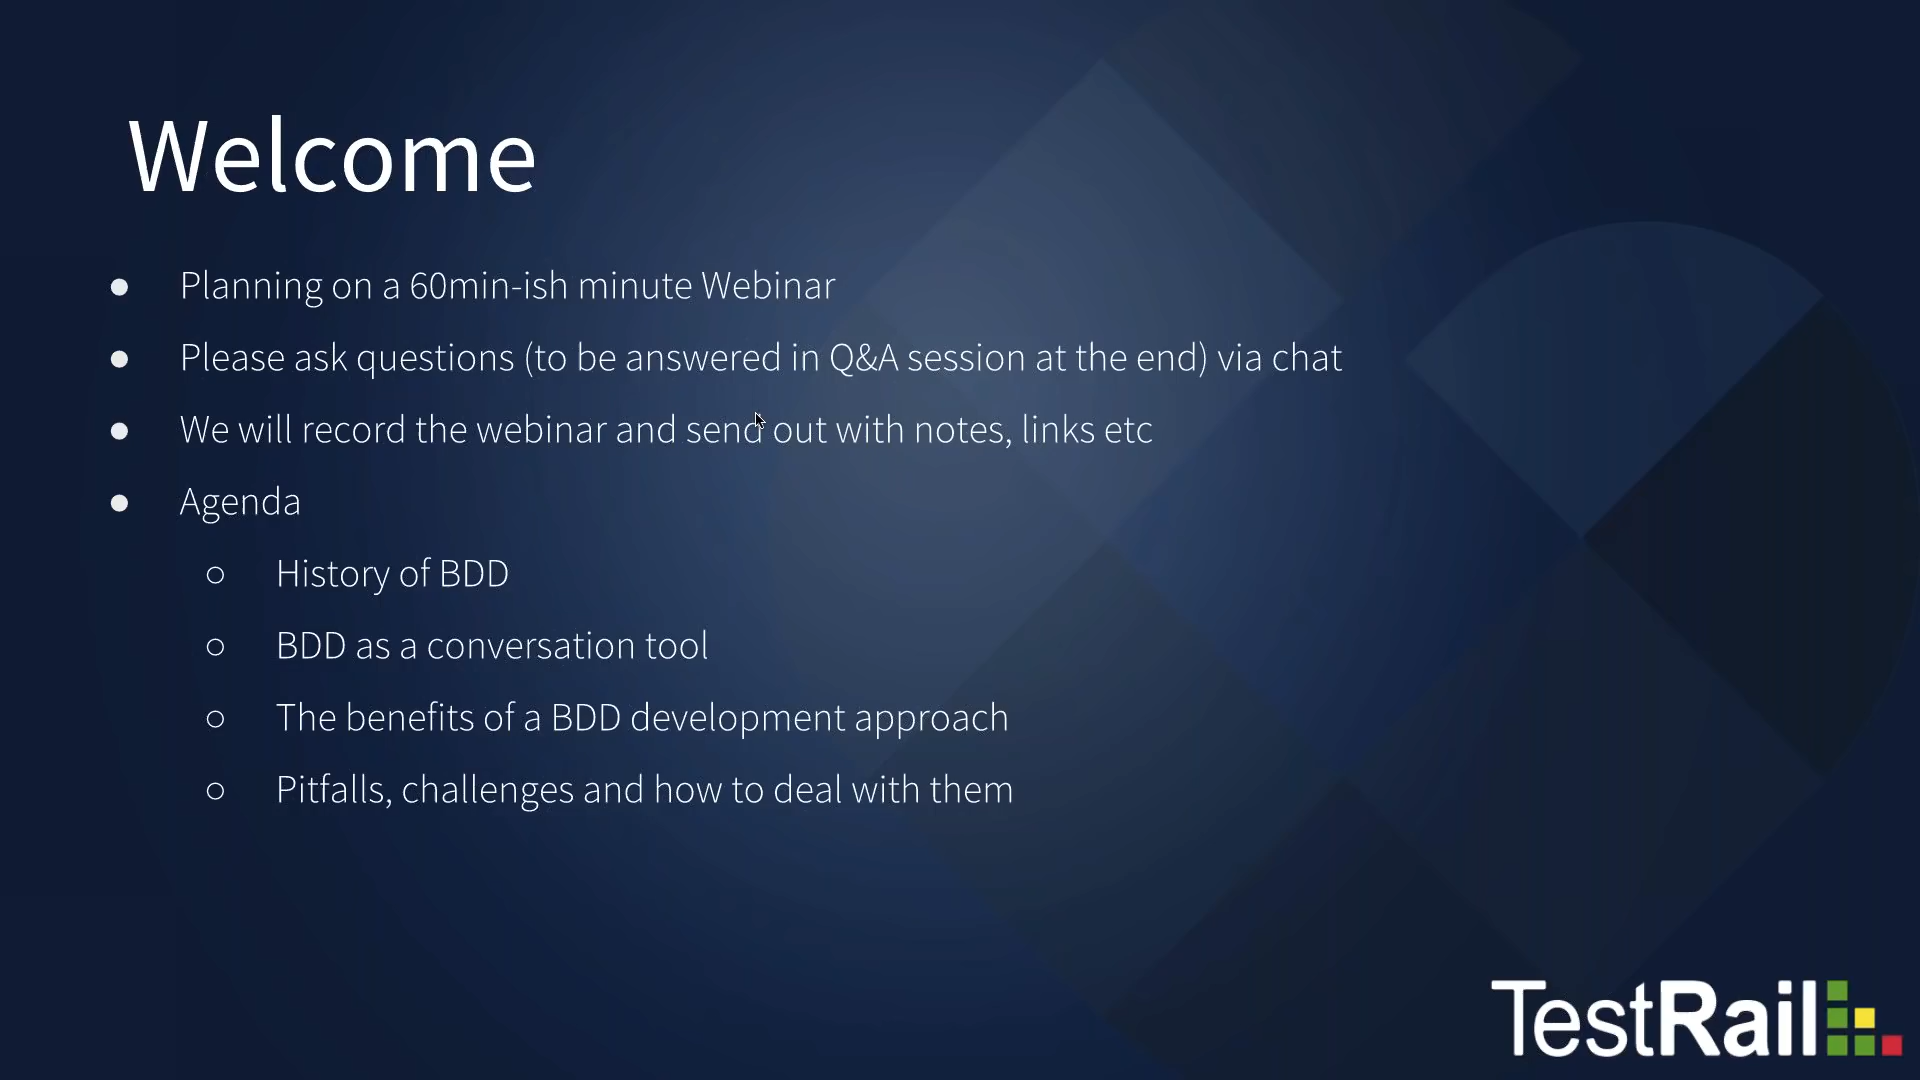 Welcome
● Planning on a 60min-ish minute Webinar
● Please ask questions (to be answered in Q&A session at the end) via chat
● We will record the webinar and send out with notes, links etc
● Agenda
○ History of BDD
○ BDD as a conversation tool
○ The benefits of a BDD development approach
○ Pitfalls, challenges and how to deal with them
TestRail